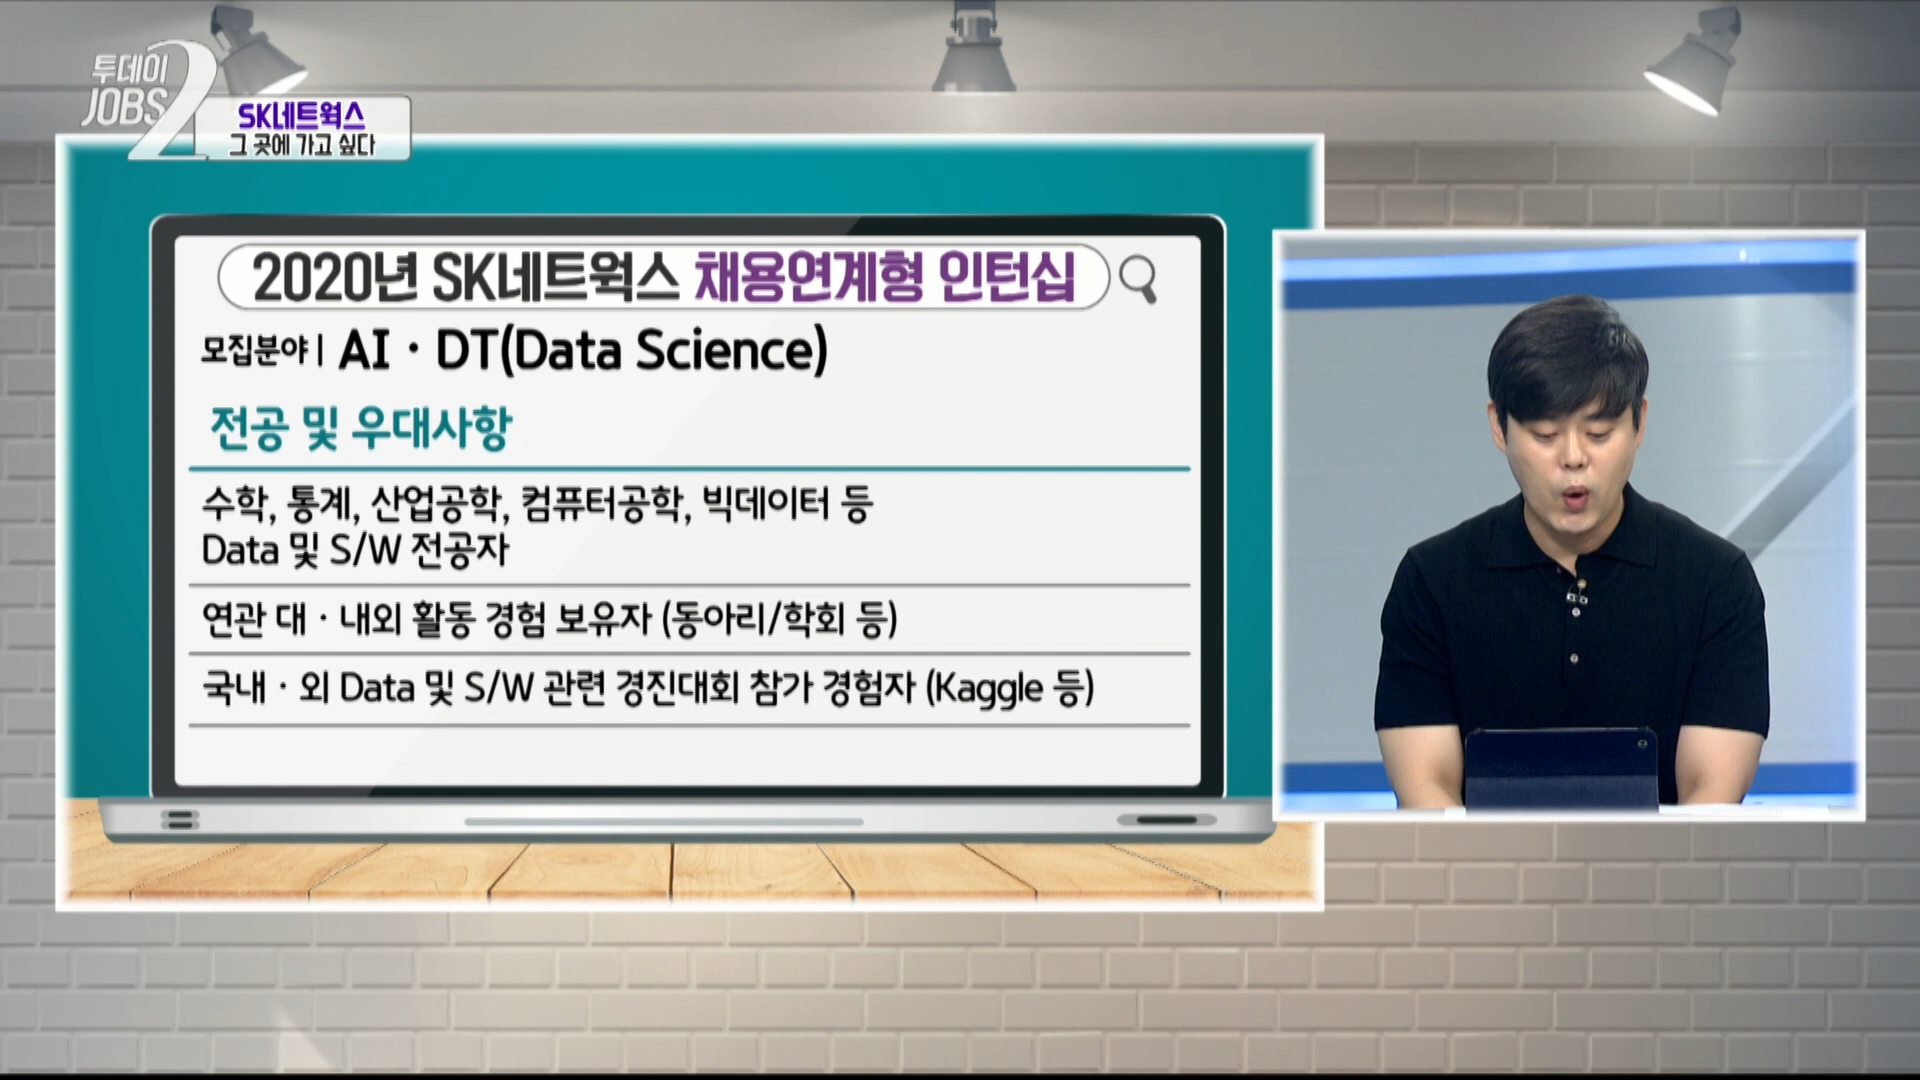 투데이
JOBS 2
SK네트웍스
그 곳에 가고 싶다
2020년 SK네트웍스 채용연계형 인턴십
모집분야 | AI · DT(Data Science)
전공 및 우대사항
수학, 통계, 산업공학, 컴퓨터공학, 빅데이터 등
Data 및 S/W 전공자
연관 대 · 내외 활동 경험 보유자 (동아리/학회 등)
국내 · 외 Data 및 S/W 관련 경진대회 참가 경험자 (Kaggle 등)